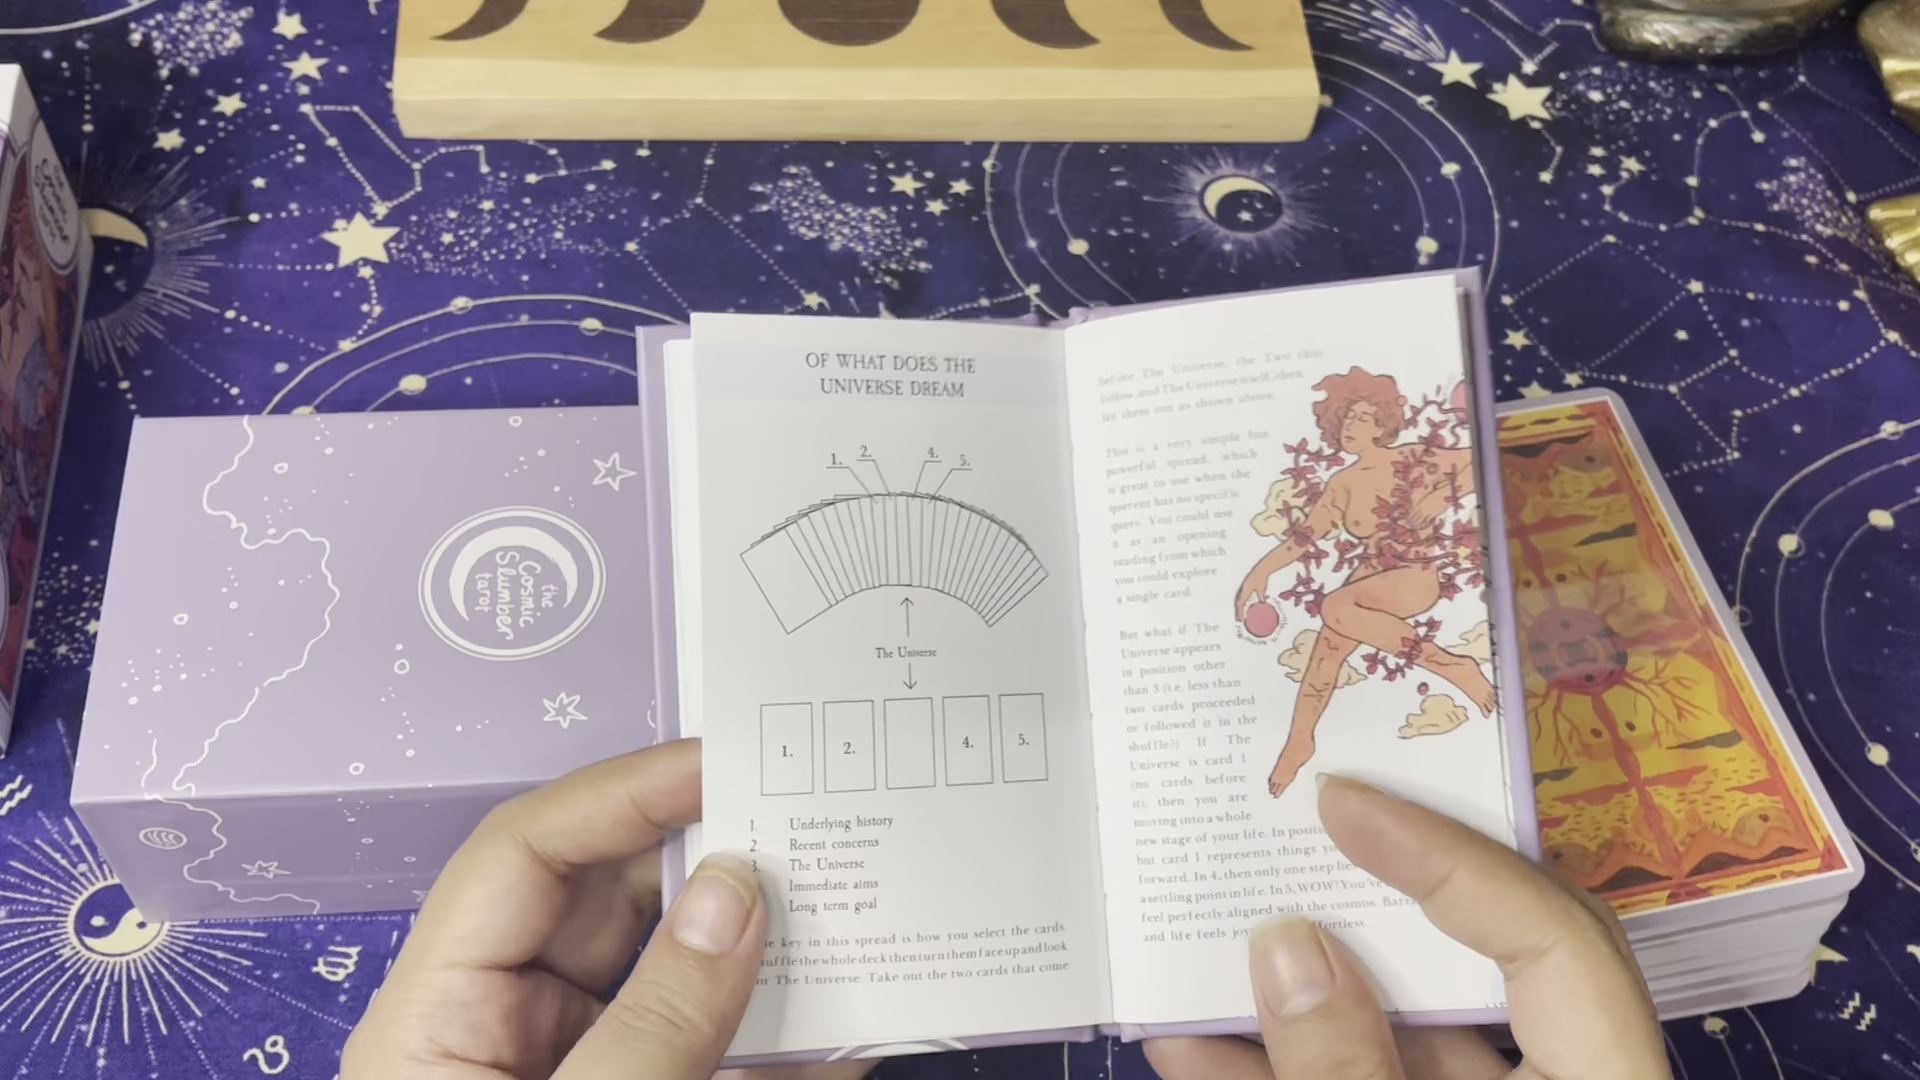 OF WHAT DOES THE
UNIVERSE DREAM
1. 2. 4. 5.
The Universe
1. 2. 4. 5.
1. Underlying history
2. Recent concerns
3. The Universe
Immediate aims
Long term goal
key in this spread is how you select the cards.
the whole deck then turn them face up and look
The Universe. Take out the two cards that come
before The Universe, the Two that
follow, and The Universe itself, then
lay them out as shown above.
This is a very simple but
powerful spread, which
is great to use when the
querent has no specific
query. You could use
it as an opening
reading from which
you could explore
a single card.
But what if The
Universe appears
in position other
than 3 (i.e. less than
two cards proceeded
or followed it in the
shuffle?) If The
Universe is card 1
(no cards before
it), then you are
moving into a whole
new stage of your life. In
but card 1 represents things
forward. In 4, then only one step
a settling point in life. In 5, WOW! You've
feel perfectly aligned with the cosmos.
and life feels
the
Cosmic
Slumber
tarot